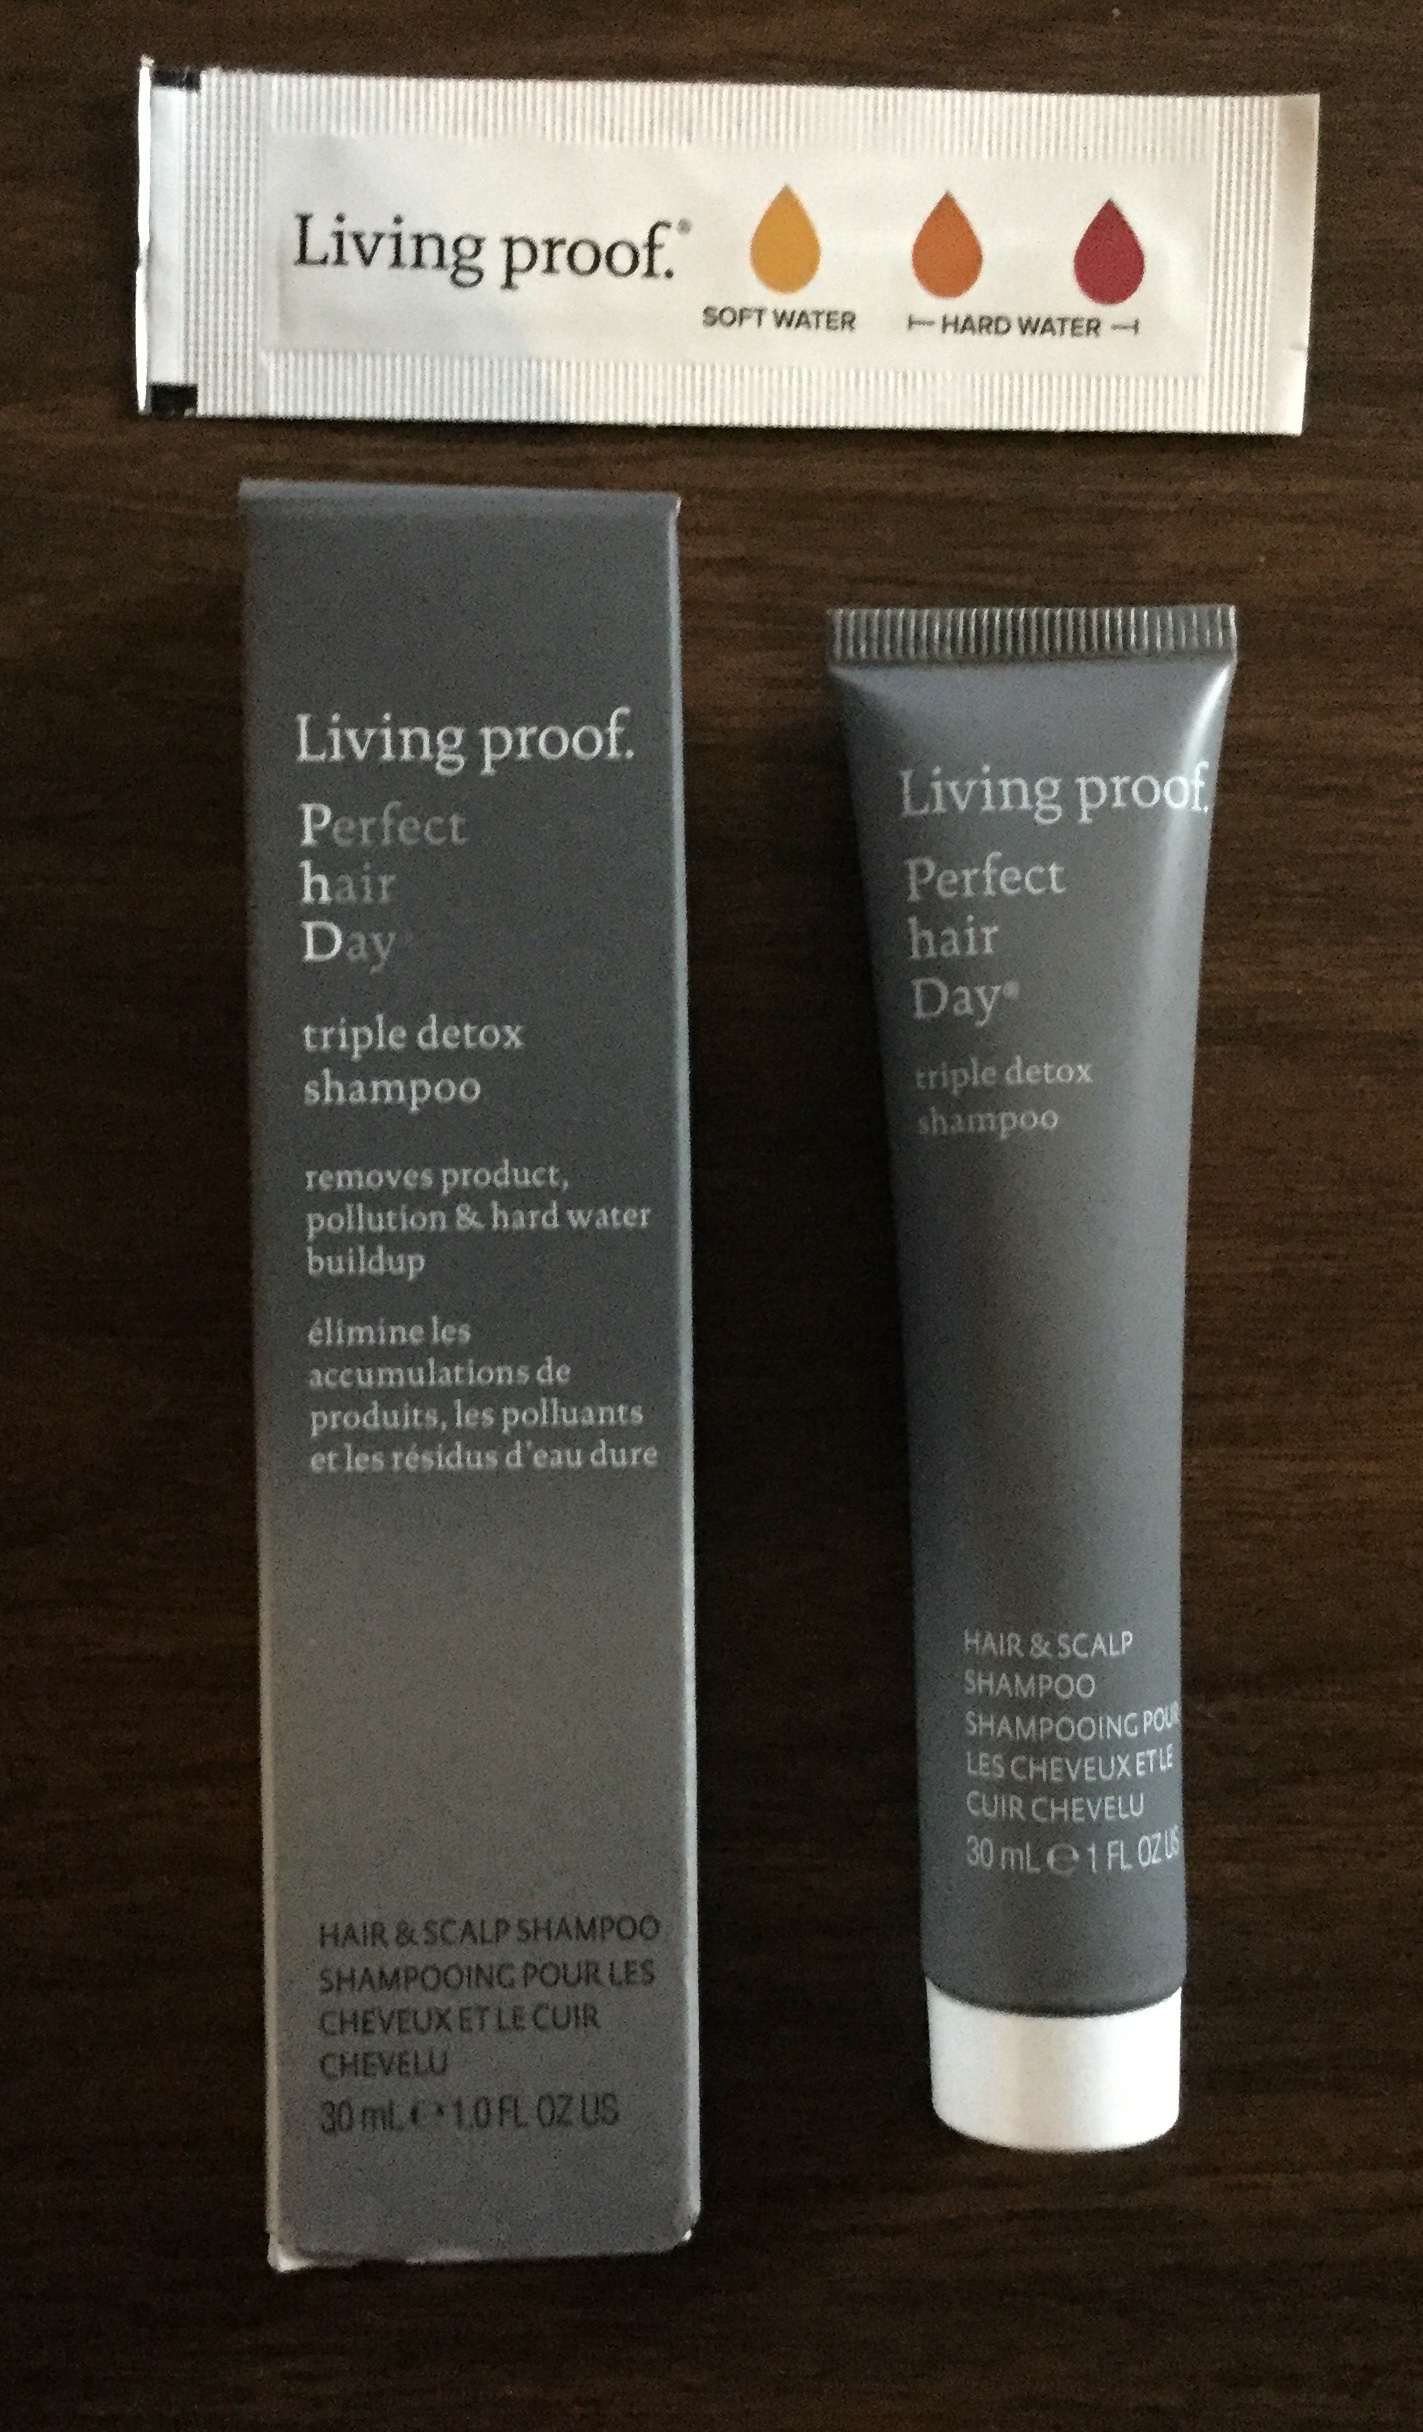 Living proof.®
SOFT WATER
HARD WATER
Living proof.
Perfect
hair
Day
triple detox
shampoo
removes product,
pollution & hard water
buildup
élimine les
accumulations de
produits, les polluants
et les résidus d'eau dure
HAIR & SCALP SHAMPOO
SHAMPOOING POUR LES
CHEVEUX ET LE CUIR
CHEVELU
30 mL ℮ 1.0 FL OZ US
Living proof.
Perfect
hair
Day®
triple detox
shampoo
HAIR & SCALP
SHAMPOO
SHAMPOOING POUR
LES CHEVEUX ET LE
CUIR CHEVELU
30 mL ℮ 1 FL OZ US